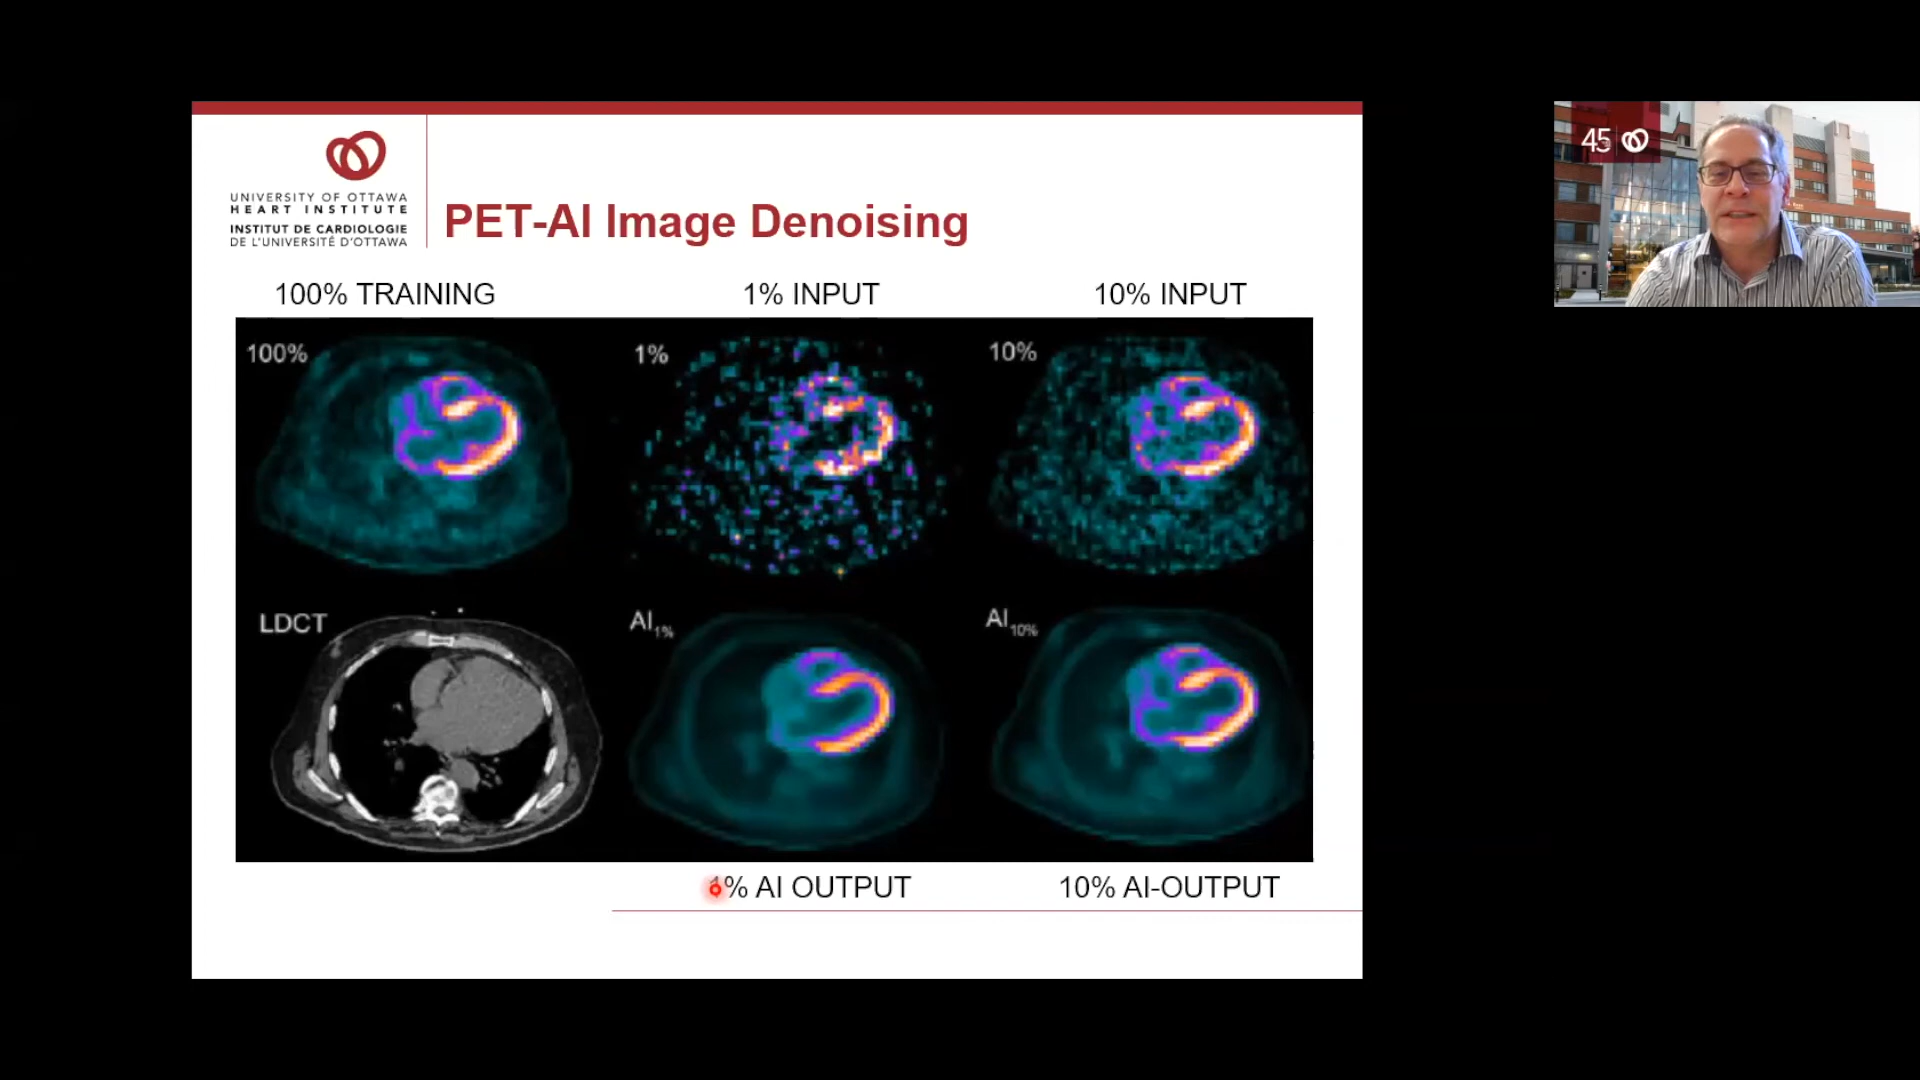 UNIVERSITY OF OTTAWA
HEART INSTITUTE
INSTITUT DE CARDIOLOGIE
DE L'UNIVERSITÉ D'OTTAWA
PET-AI Image Denoising
45
100% TRAINING
1% INPUT
10% INPUT
100%
1%
10%
LDCT
AI1%
AI10%
1% AI OUTPUT
10% AI-OUTPUT